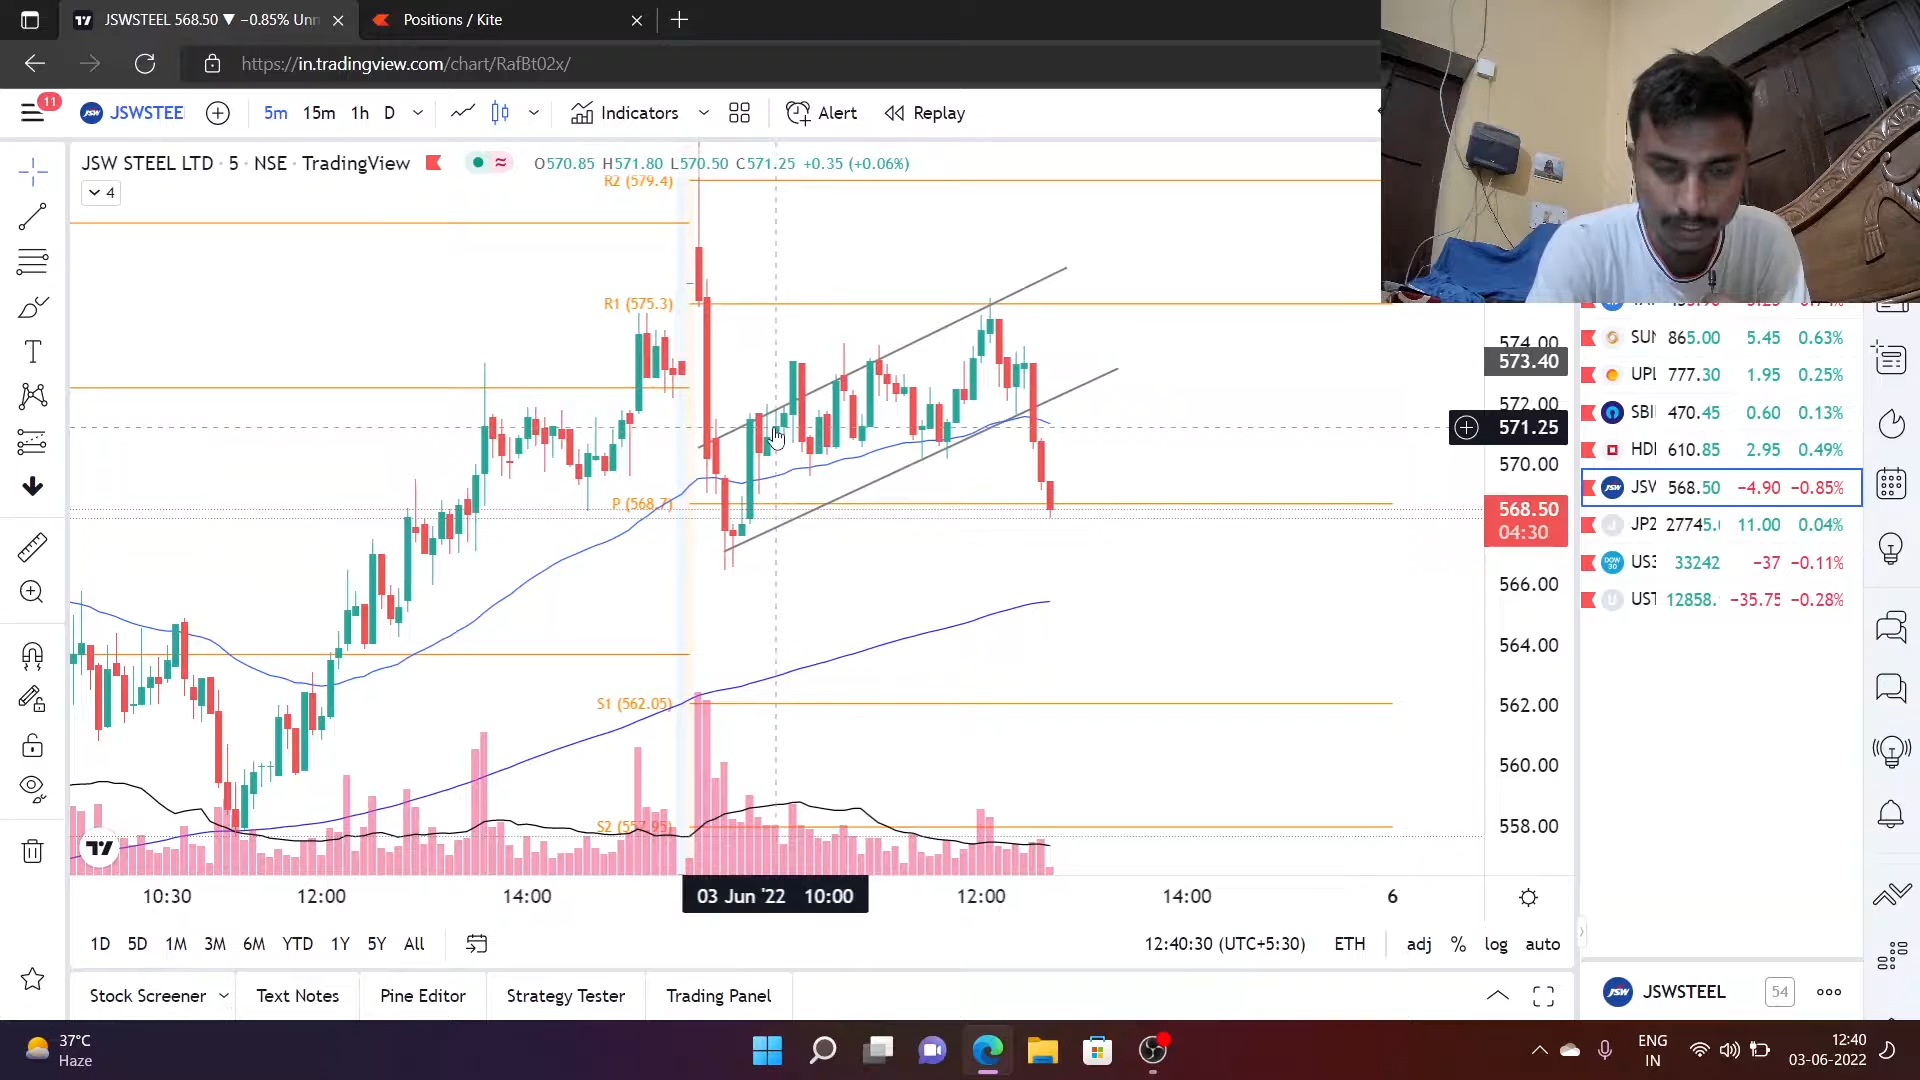 JSWSTEEL 568.50 ▼ −0.85% Unn
Positions / Kite
https://in.tradingview.com/chart/RafBt02x/
11
JSWSTEE
5m 15m 1h D
Indicators
Alert
Replay
JSW STEEL LTD · 5 · NSE · TradingView
O570.85 H571.80 L570.50 C571.25 +0.35 (+0.06%)
4
R2 (579.4)
R1 (575.3)
P (568.7)
S1 (562.05)
S2 (557.95)
574.00
573.40
572.00
571.25
570.00
568.50
04:30
566.00
564.00
562.00
560.00
558.00
SUN 865.00 5.45 0.63%
UPL 777.30 1.95 0.25%
SBI 470.45 0.60 0.13%
HDI 610.85 2.95 0.49%
JSV 568.50 −4.90 −0.85%
JP2 27745. 11.00 0.04%
US3 33242 −37 −0.11%
UST 12858. −35.75 −0.28%
10:30 12:00 14:00 03 Jun '22 10:00 12:00 14:00 6
1D 5D 1M 3M 6M YTD 1Y 5Y All
12:40:30 (UTC+5:30) ETH adj % log auto
Stock Screener Text Notes Pine Editor Strategy Tester Trading Panel
JSWSTEEL 54
37°C
Haze
ENG
IN
12:40
03-06-2022